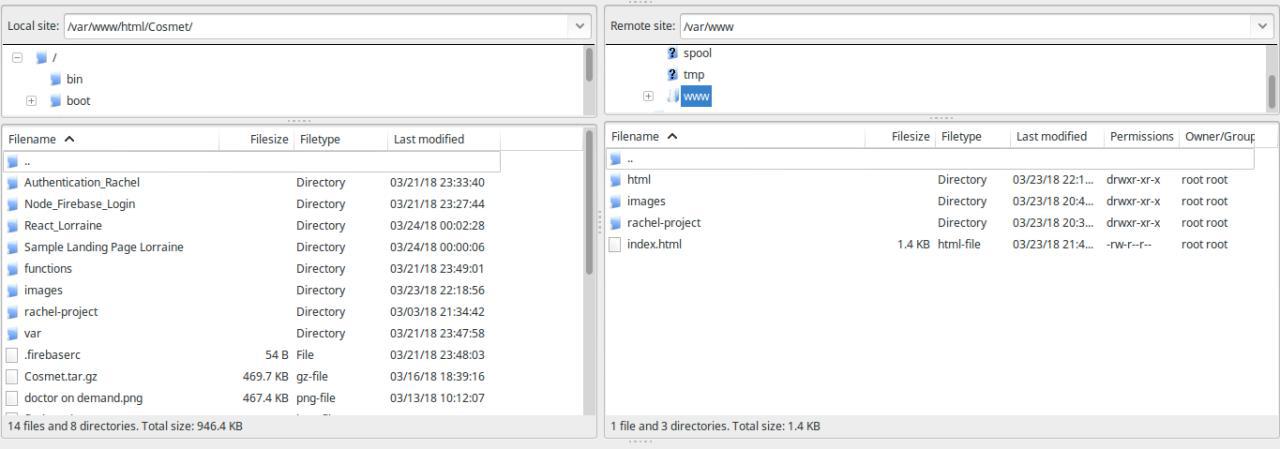 Local site: /var/www/html/Cosmet/
/
bin
boot
Filename Filesize Filetype Last modified
..
Authentication_Rachel Directory 03/21/18 23:33:40
Node_Firebase_Login Directory 03/21/18 23:27:44
React_Lorraine Directory 03/24/18 00:02:28
Sample Landing Page Lorraine Directory 03/24/18 00:00:06
functions Directory 03/21/18 23:49:01
images Directory 03/23/18 22:18:56
rachel-project Directory 03/03/18 21:34:42
var Directory 03/21/18 23:47:58
.firebaserc 54 B File 03/21/18 23:48:03
Cosmet.tar.gz 469.7 KB gz-file 03/16/18 18:39:16
doctor on demand.png 467.4 KB png-file 03/13/18 10:12:07
14 files and 8 directories. Total size: 946.4 KB
Remote site: /var/www
spool
tmp
www
Filename Filesize Filetype Last modified Permissions Owner/Group
..
html Directory 03/23/18 22:1... drwxr-xr-x root root
images Directory 03/23/18 20:4... drwxr-xr-x root root
rachel-project Directory 03/23/18 20:3... drwxr-xr-x root root
index.html 1.4 KB html-file 03/23/18 21:4... -rw-r--r-- root root
1 file and 3 directories. Total size: 1.4 KB